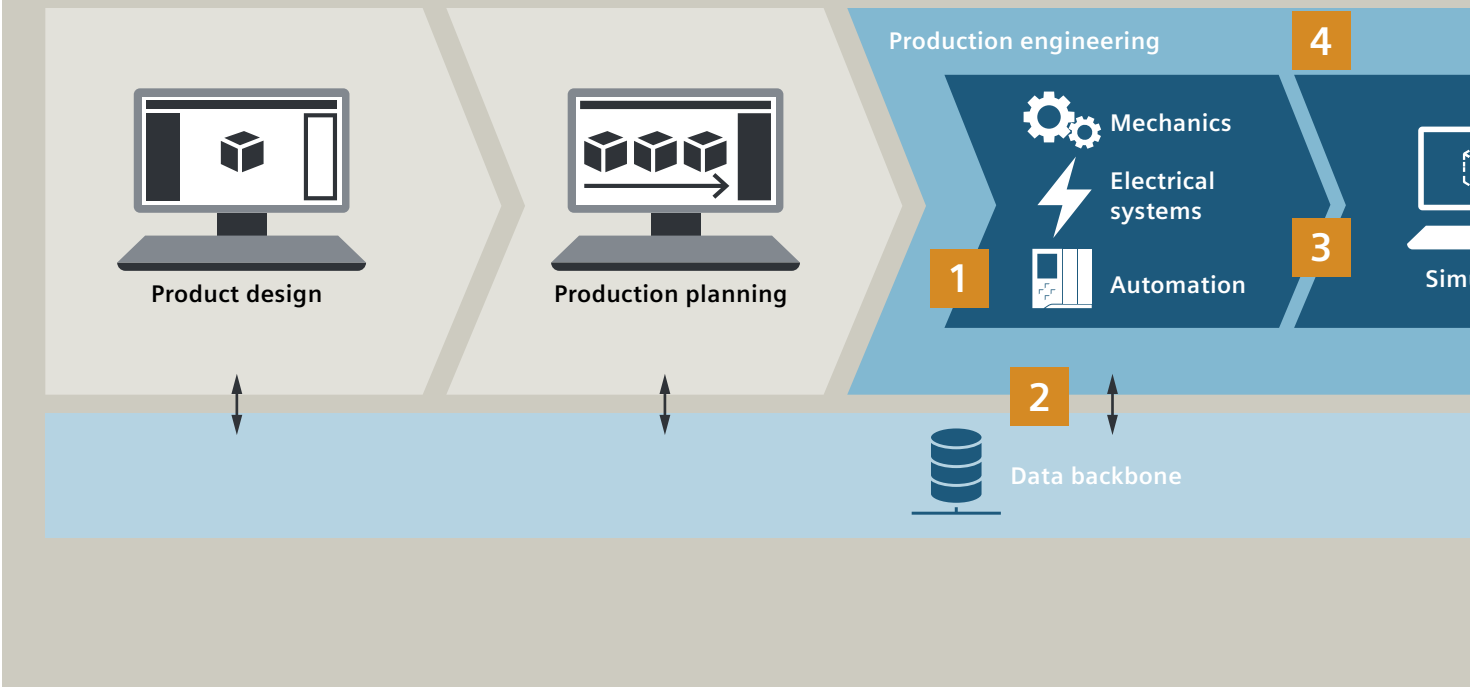 Production engineering
4
Mechanics
Electrical
systems
3
1
Automation
Product design
Production planning
2
Data backbone